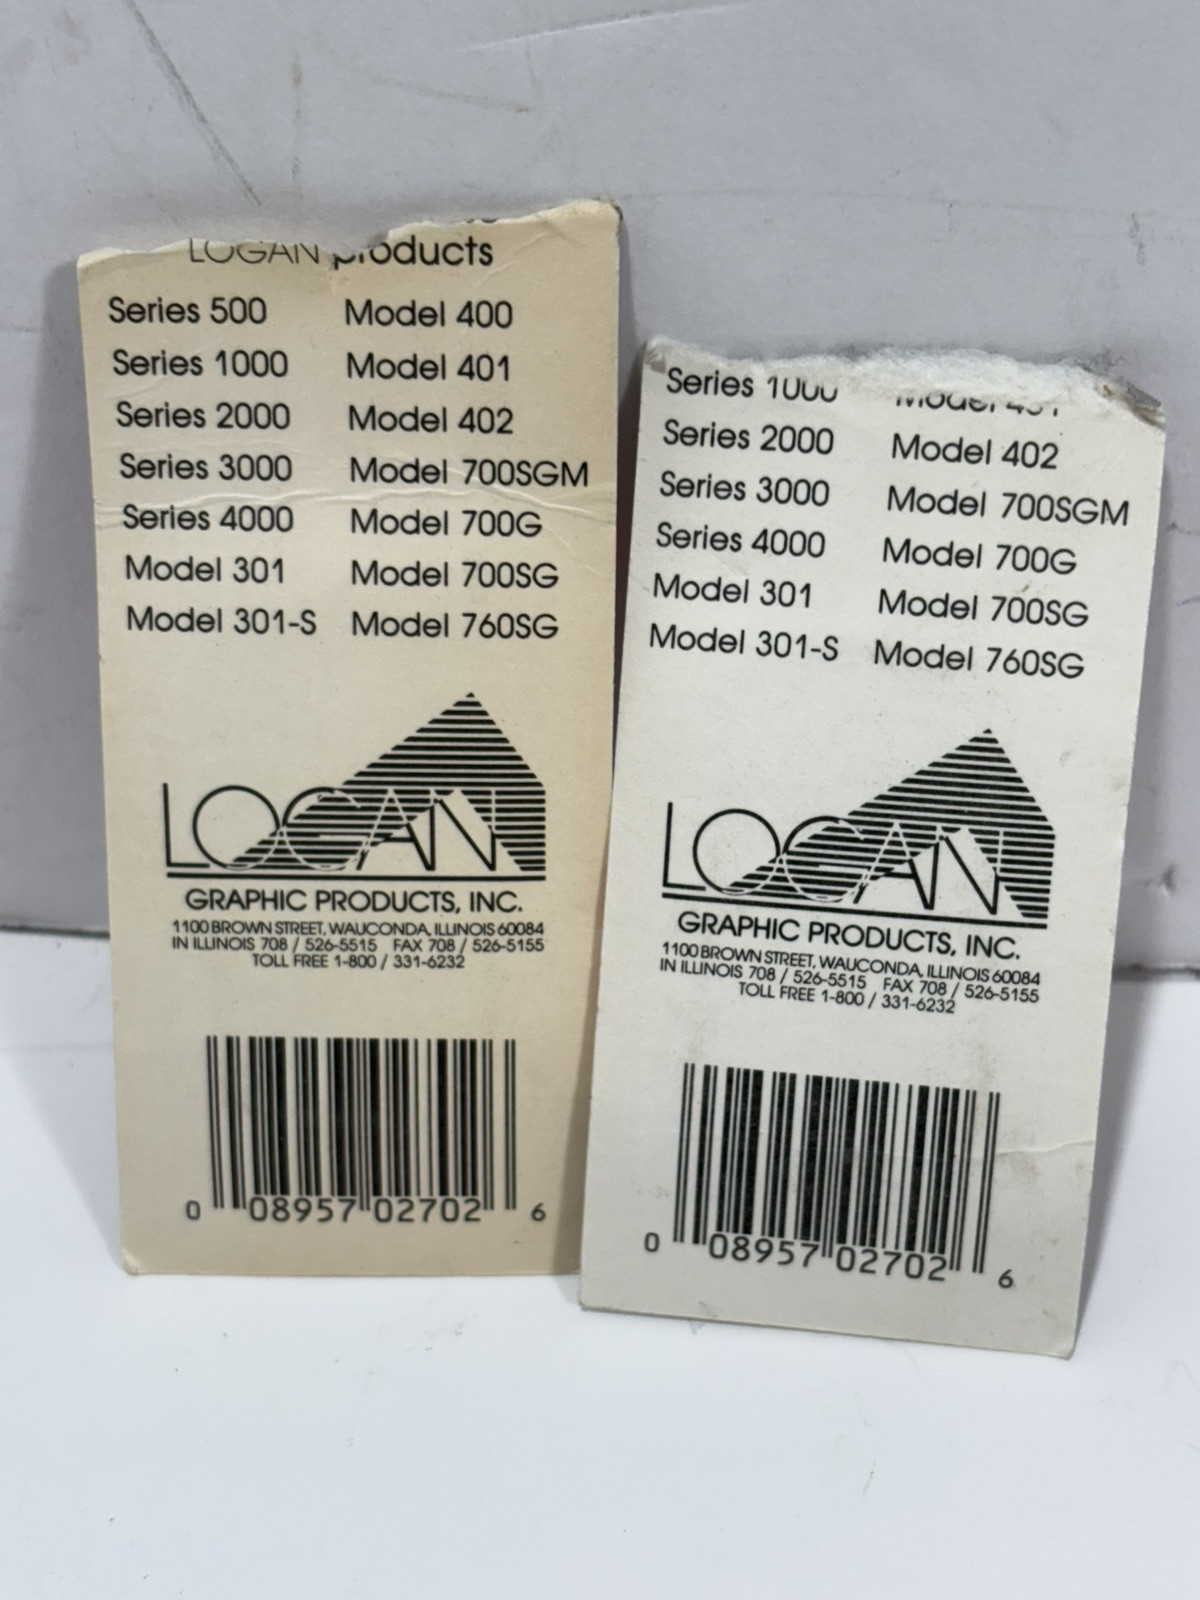 LOGAN products
Series 500 Model 400
Series 1000 Model 401
Series 2000 Model 402
Series 3000 Model 700SGM
Series 4000 Model 700G
Model 301 Model 700SG
Model 301-S Model 760SG
LOGAN
GRAPHIC PRODUCTS, INC.
1100 BROWN STREET, WAUCONDA, ILLINOIS 60084
IN ILLINOIS 708 / 526-5515 FAX 708 / 526-5155
TOLL FREE 1-800 / 331-6232
0 08957 02702 6
Series 1000 Model 401
Series 2000 Model 402
Series 3000 Model 700SGM
Series 4000 Model 700G
Model 301 Model 700SG
Model 301-S Model 760SG
LOGAN
GRAPHIC PRODUCTS, INC.
1100 BROWN STREET, WAUCONDA, ILLINOIS 60084
IN ILLINOIS 708 / 526-5515 FAX 708 / 526-5155
TOLL FREE 1-800 / 331-6232
0 08957 02702 6